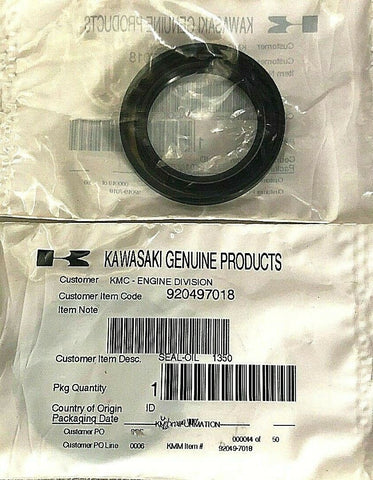 KAWASAKI GENUINE PRODUCTS
Customer KMC - ENGINE DIVISION
Customer Item Code 920497018
Item Note
Customer Item Desc. SEAL-OIL 1350
Pkg Quantity 1
Country of Origin ID
Packaging Date
KMM INFORMATION
Customer PO 000044 of 50
Customer PO Line 0006 KMM Item # 92049-7018